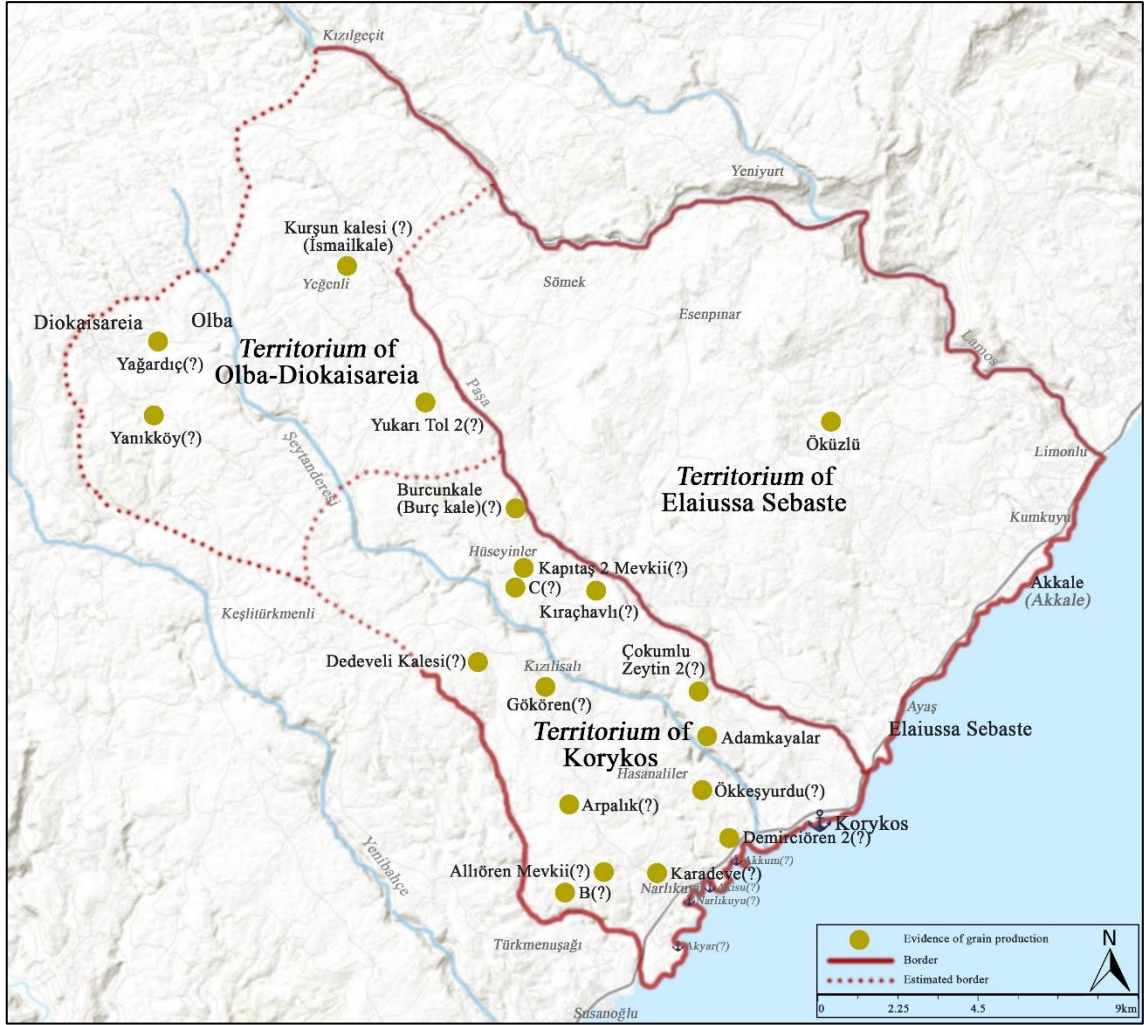 Kızılgeçit
Yeniyurt
Kurşun kalesi (?)
(İsmailkale)
Yeğenli
Sömek
Esenpınar
Lamos
Diokaisareia
Olba
Yağardıç(?)
Territorium of
Olba-Diokaisareia
Paşa
Yanıkköy(?)
Yukarı Tol 2(?)
Şeytanderesi
Öküzlü
Limonlu
Territorium of
Elaiussa Sebaste
Burcunkale
(Burç kale)(?)
Kumkuyu
Hüseyinler
Kapıtaş 2 Mevkii(?)
C(?)
Kıraçhavlı(?)
Akkale
(Akkale)
Keşlitürkmenli
Dedeveli Kalesi(?)
Kızılisalı
Gökören(?)
Çokumlu
Zeytin 2(?)
Ayaş
Elaiussa Sebaste
Territorium of
Korykos
Adamkayalar
Hasanaliler
Ökkeşyurdu(?)
Arpalık(?)
Korykos
Demirciören 2(?)
Akkum(?)
Yenibahçe
Allıören Mevkii(?)
Karadeve(?)
B(?)
Narlıkuyu
Akısu(?)
Narlıkuyu(?)
Türkmenuşağı
Akyar(?)
Susanoğlu
Evidence of grain production
Border
Estimated border
N
0 2.25 4.5 9km